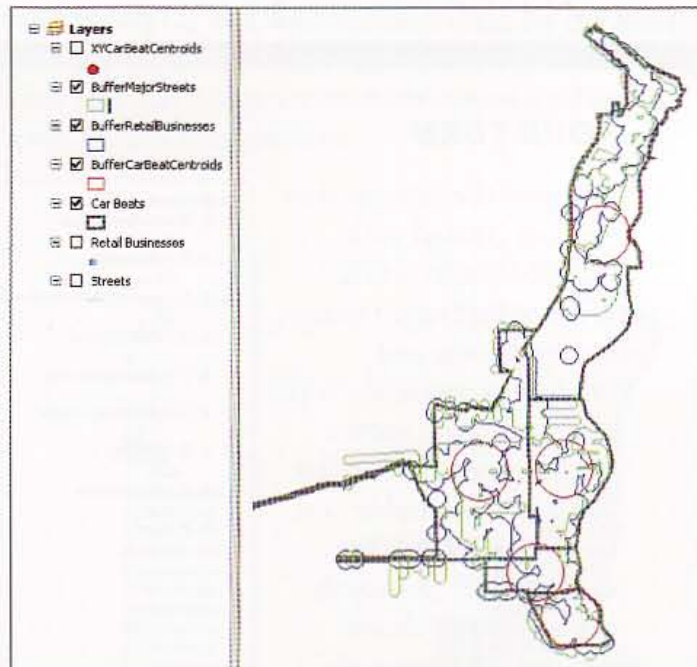 Layers
XYCarBeatCentroids
BufferMajorStreets
BufferRetailBusinesses
BufferCarBeatCentroids
Car Beats
Retail Businesses
Streets